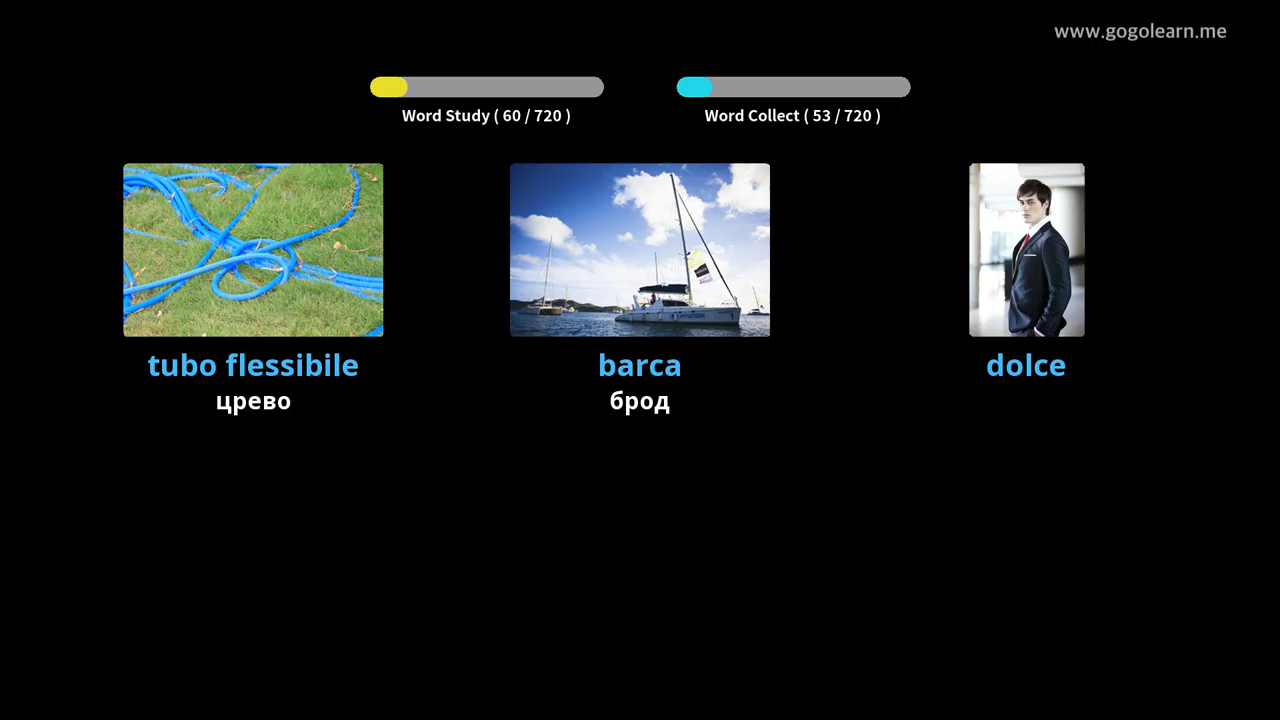 www.gogolearn.me
Word Study ( 60 / 720 )
Word Collect ( 53 / 720 )
tubo flessibile
црево
barca
брод
dolce